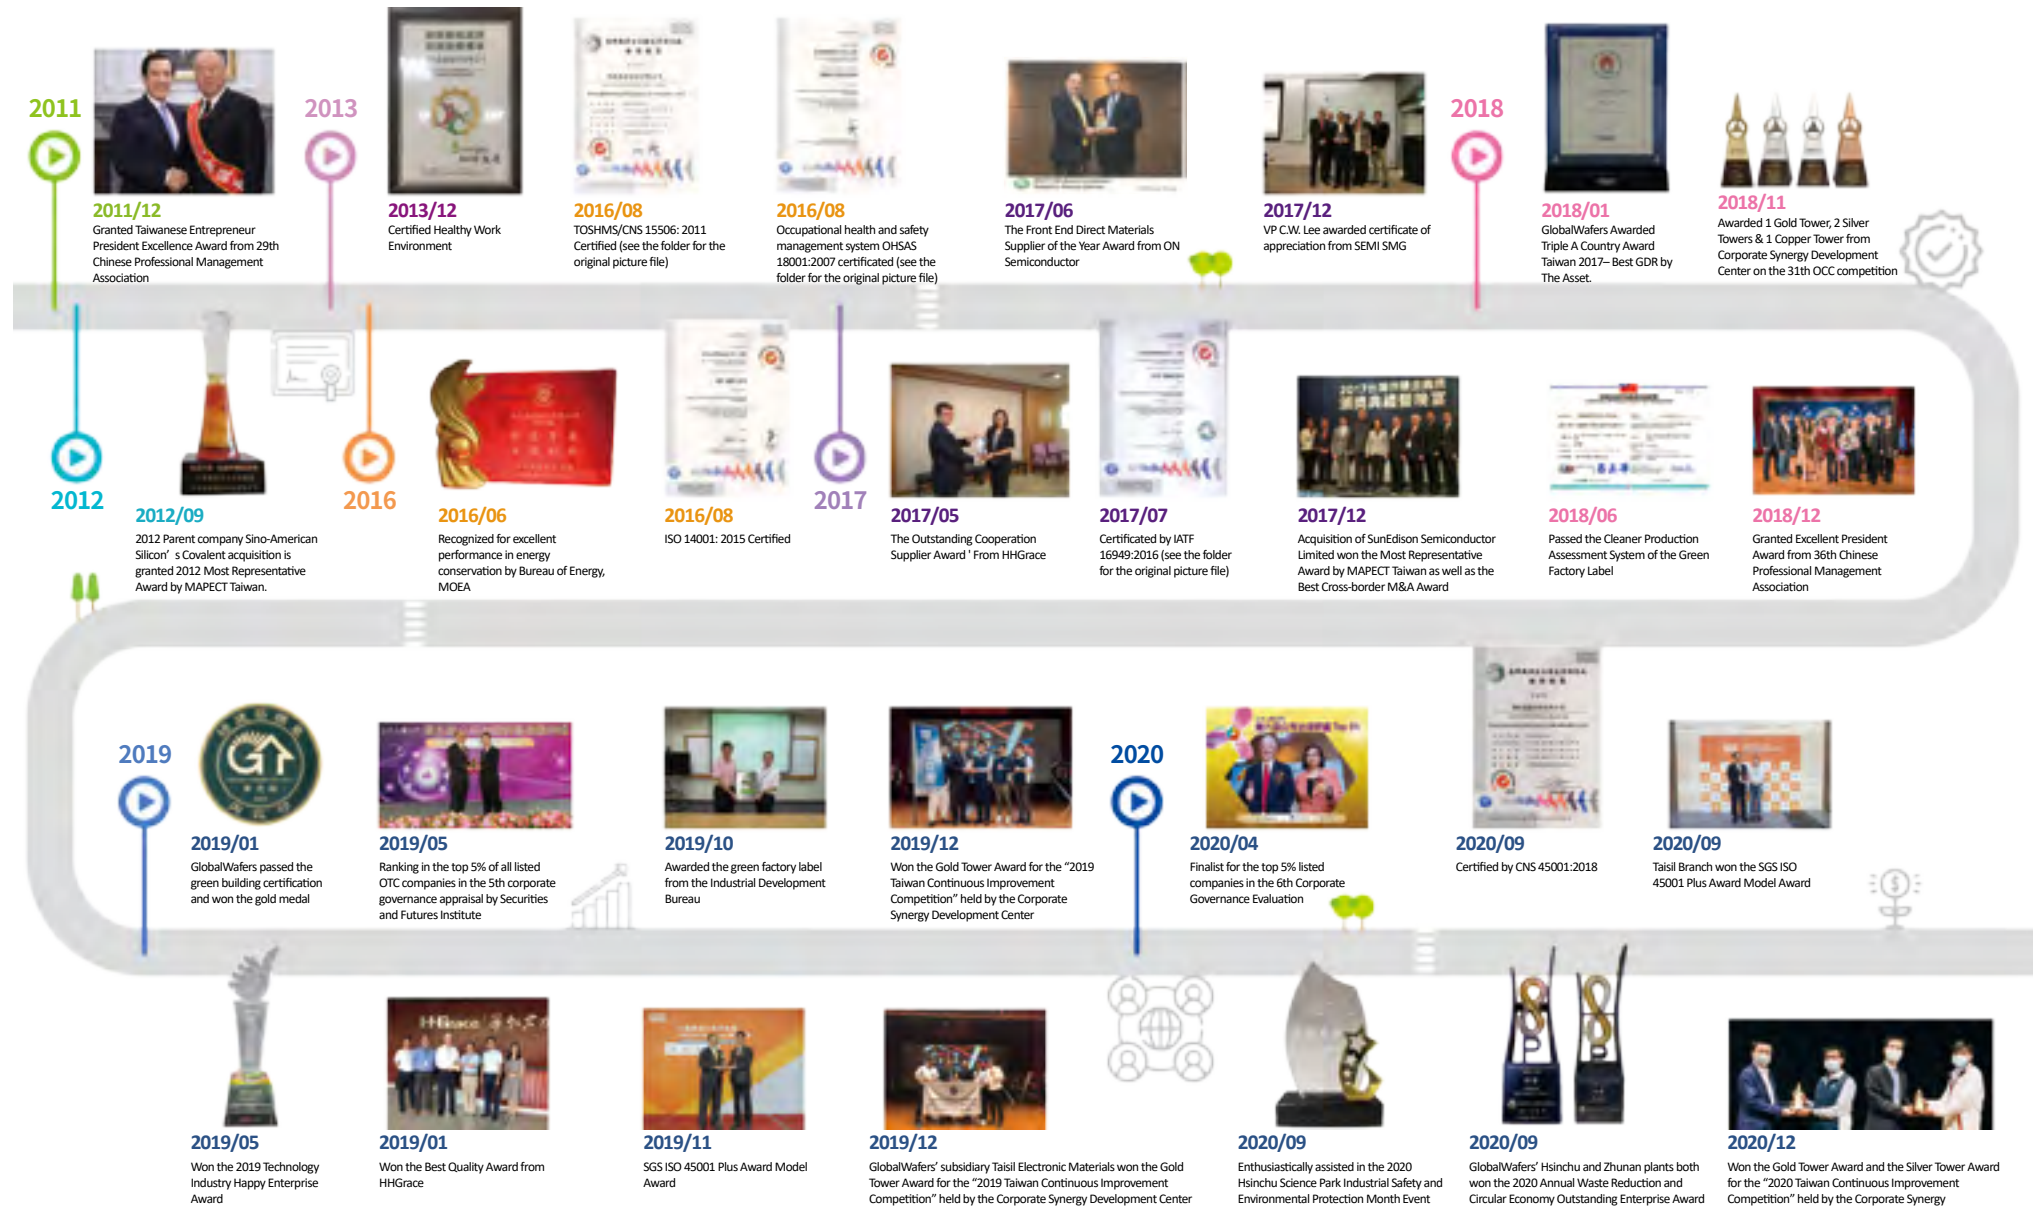 2011
2011/12
Granted Taiwanese Entrepreneur
President Excellence Award from 29th
Chinese Professional Management
Association
2013
2013/12
Certified Healthy Work
Environment
2016/08
TOSHMS/CNS 15506: 2011
Certified (see the folder for the
original picture file)
2016/08
Occupational health and safety
management system OHSAS
18001:2007 certificated (see the
folder for the original picture file)
2017/06
The Front End Direct Materials
Supplier of the Year Award from ON
Semiconductor
2017/12
VP C.W. Lee awarded certificate of
appreciation from SEMI SMG
2018
2018/01
GlobalWafers Awarded
Triple A Country Award
Taiwan 2017– Best GDR by
The Asset.
2018/11
Awarded 1 Gold Tower, 2 Silver
Towers & 1 Copper Tower from
Corporate Synergy Development
Center on the 31th OCC competition
2012
2012/09
2012 Parent company Sino-American
Silicon’ s Covalent acquisition is
granted 2012 Most Representative
Award by MAPECT Taiwan.
2016
2016/06
Recognized for excellent
performance in energy
conservation by Bureau of Energy,
MOEA
2016/08
ISO 14001: 2015 Certified
2017
2017/05
The Outstanding Cooperation
Supplier Award ' From HHGrace
2017/07
Certificated by IATF
16949:2016 (see the folder
for the original picture file)
2017/12
Acquisition of SunEdison Semiconductor
Limited won the Most Representative
Award by MAPECT Taiwan as well as the
Best Cross-border M&A Award
2018/06
Passed the Cleaner Production
Assessment System of the Green
Factory Label
2018/12
Granted Excellent President
Award from 36th Chinese
Professional Management
Association
2019
2019/01
GlobalWafers passed the
green building certification
and won the gold medal
2019/05
Ranking in the top 5% of all listed
OTC companies in the 5th corporate
governance appraisal by Securities
and Futures Institute
2019/10
Awarded the green factory label
from the Industrial Development
Bureau
2019/12
Won the Gold Tower Award for the “2019
Taiwan Continuous Improvement
Competition” held by the Corporate
Synergy Development Center
2020
2020/04
Finalist for the top 5% listed
companies in the 6th Corporate
Governance Evaluation
2020/09
Certified by CNS 45001:2018
2020/09
Taisil Branch won the SGS ISO
45001 Plus Award Model Award
2019/05
Won the 2019 Technology
Industry Happy Enterprise
Award
2019/01
Won the Best Quality Award from
HHGrace
2019/11
SGS ISO 45001 Plus Award Model
Award
2019/12
GlobalWafers’ subsidiary Taisil Electronic Materials won the Gold
Tower Award for the “2019 Taiwan Continuous Improvement
Competition” held by the Corporate Synergy Development Center
2020/09
Enthusiastically assisted in the 2020
Hsinchu Science Park Industrial Safety and
Environmental Protection Month Event
2020/09
GlobalWafers’ Hsinchu and Zhunan plants both
won the 2020 Annual Waste Reduction and
Circular Economy Outstanding Enterprise Award
2020/12
Won the Gold Tower Award and the Silver Tower Award
for the “2020 Taiwan Continuous Improvement
Competition” held by the Corporate Synergy